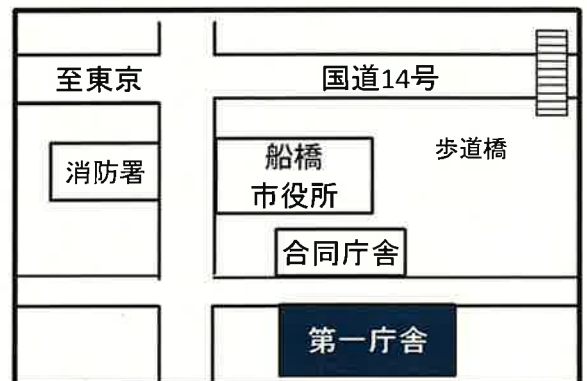 至東京
国道14号
歩道橋
消防署
船橋
市役所
合同庁舎
第一庁舎